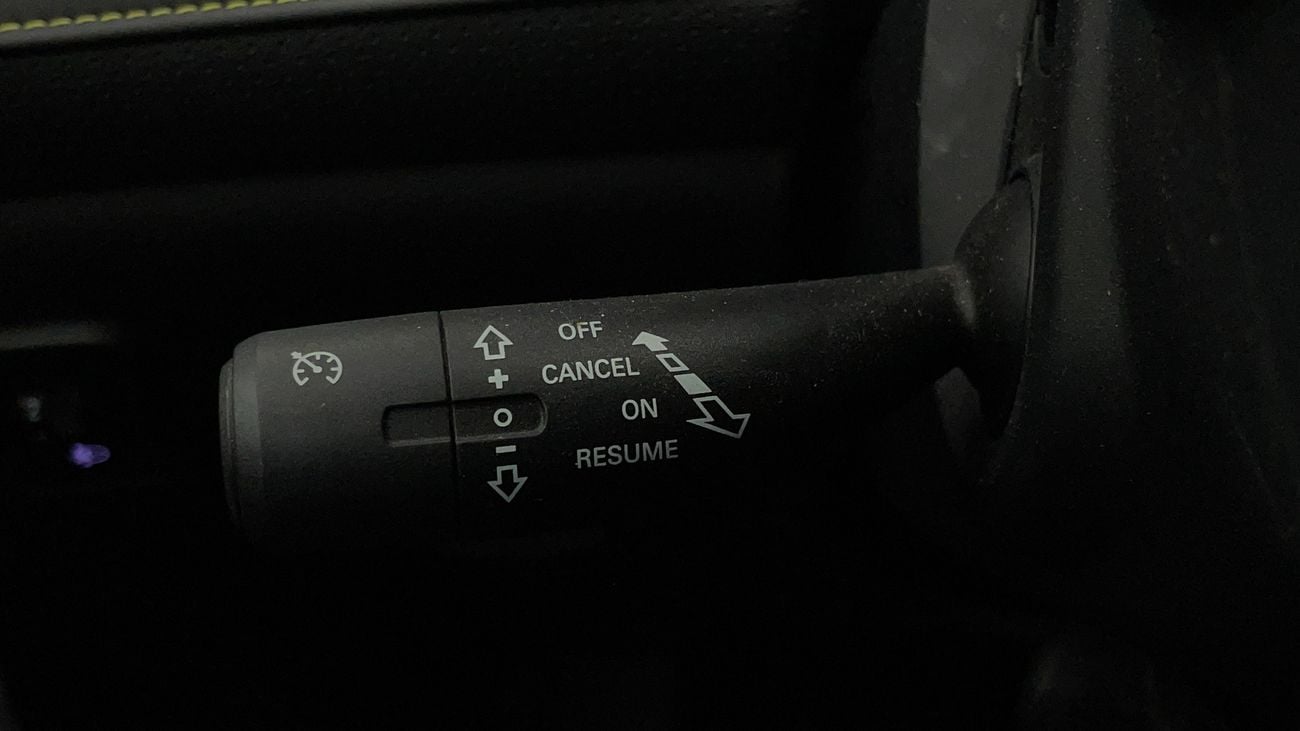 OFF
+ CANCEL
O ON
- RESUME